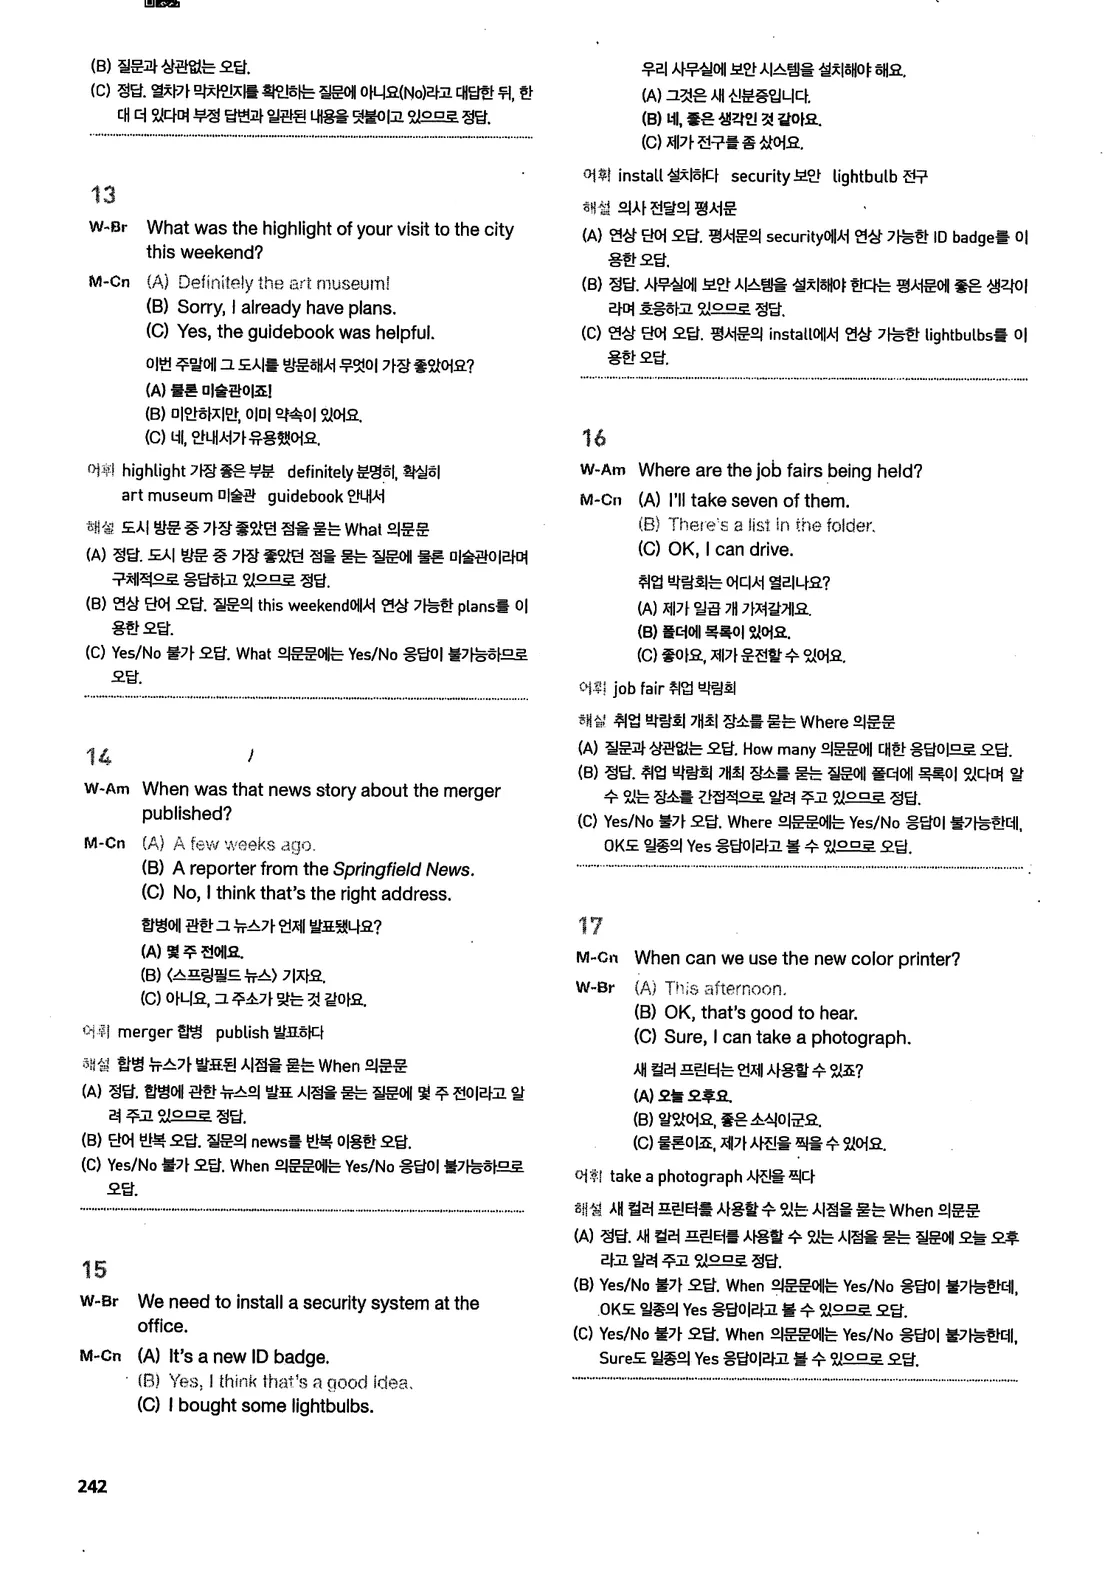 (B) 질문과 상관없는 오답.
(C) 정답. 열차가 막차인지를 확인하는 질문에 아니요(No)라고 대답한 뒤, 한
대 더 있다며 부정 답변과 일관된 내용을 덧붙이고 있으므로 정답.
13
W-Br What was the highlight of your visit to the city
this weekend?
M-Cn (A) Definitely the art museum!
(B) Sorry, I already have plans.
(C) Yes, the guidebook was helpful.
이번 주말에 그 도시를 방문해서 무엇이 가장 좋았어요?
(A) 물론 미술관이죠!
(B) 미안하지만, 이미 약속이 있어요.
(C) 네, 안내서가 유용했어요.
어휘 highlight 가장 좋은 부분 definitely 분명히, 확실히
art museum 미술관 guidebook 안내서
해설 도시 방문 중 가장 좋았던 점을 묻는 What 의문문
(A) 정답. 도시 방문 중 가장 좋았던 점을 묻는 질문에 물론 미술관이라며
구체적으로 응답하고 있으므로 정답.
(B) 연상 단어 오답. 질문의 this weekend에서 연상 가능한 plans를 이
용한 오답.
(C) Yes/No 불가 오답. What 의문문에는 Yes/No 응답이 불가능하므로
오답.
14
W-Am When was that news story about the merger
published?
M-Cn (A) A few weeks ago.
(B) A reporter from the Springfield News.
(C) No, I think that's the right address.
합병에 관한 그 뉴스가 언제 발표됐나요?
(A) 몇 주 전에요.
(B) 〈스프링필드 뉴스〉 기자요.
(C) 아니요, 그 주소가 맞는 것 같아요.
어휘 merger 합병 publish 발표하다
해설 합병 뉴스가 발표된 시점을 묻는 When 의문문
(A) 정답. 합병에 관한 뉴스의 발표 시점을 묻는 질문에 몇 주 전이라고 알
려 주고 있으므로 정답.
(B) 단어 반복 오답. 질문의 news를 반복 이용한 오답.
(C) Yes/No 불가 오답. When 의문문에는 Yes/No 응답이 불가능하므로
오답.
15
W-Br We need to install a security system at the
office.
M-Cn (A) It's a new ID badge.
(B) Yes, I think that's a good idea.
(C) I bought some lightbulbs.
242
우리 사무실에 보안 시스템을 설치해야 해요.
(A) 그것은 새 신분증입니다.
(B) 네, 좋은 생각인 것 같아요.
(C) 제가 전구를 좀 샀어요.
어휘 install 설치하다 security 보안 lightbulb 전구
해설 의사 전달의 평서문
(A) 연상 단어 오답. 평서문의 security에서 연상 가능한 ID badge를 이
용한 오답.
(B) 정답. 사무실에 보안 시스템을 설치해야 한다는 평서문에 좋은 생각이
라며 호응하고 있으므로 정답.
(C) 연상 단어 오답. 평서문의 install에서 연상 가능한 lightbulbs를 이
용한 오답.
16
W-Am Where are the job fairs being held?
M-Cn (A) I'll take seven of them.
(B) There's a list in the folder.
(C) OK, I can drive.
취업 박람회는 어디서 열리나요?
(A) 제가 일곱 개 가져갈게요.
(B) 폴더에 목록이 있어요.
(C) 좋아요, 제가 운전할 수 있어요.
어휘 job fair 취업 박람회
해설 취업 박람회 개최 장소를 묻는 Where 의문문
(A) 질문과 상관없는 오답. How many 의문문에 대한 응답이므로 오답.
(B) 정답. 취업 박람회 개최 장소를 묻는 질문에 폴더에 목록이 있다며 알
수 있는 장소를 간접적으로 알려 주고 있으므로 정답.
(C) Yes/No 불가 오답. Where 의문문에는 Yes/No 응답이 불가능한데,
OK도 일종의 Yes 응답이라고 볼 수 있으므로 오답.
17
M-Cn When can we use the new color printer?
W-Br (A) This afternoon.
(B) OK, that's good to hear.
(C) Sure, I can take a photograph.
새 컬러 프린터는 언제 사용할 수 있죠?
(A) 오늘 오후요.
(B) 알았어요, 좋은 소식이군요.
(C) 물론이죠, 제가 사진을 찍을 수 있어요.
어휘 take a photograph 사진을 찍다
해설 새 컬러 프린터를 사용할 수 있는 시점을 묻는 When 의문문
(A) 정답. 새 컬러 프린터를 사용할 수 있는 시점을 묻는 질문에 오늘 오후
라고 알려 주고 있으므로 정답.
(B) Yes/No 불가 오답. When 의문문에는 Yes/No 응답이 불가능한데,
OK도 일종의 Yes 응답이라고 볼 수 있으므로 오답.
(C) Yes/No 불가 오답. When 의문문에는 Yes/No 응답이 불가능한데,
Sure도 일종의 Yes 응답이라고 볼 수 있으므로 오답.